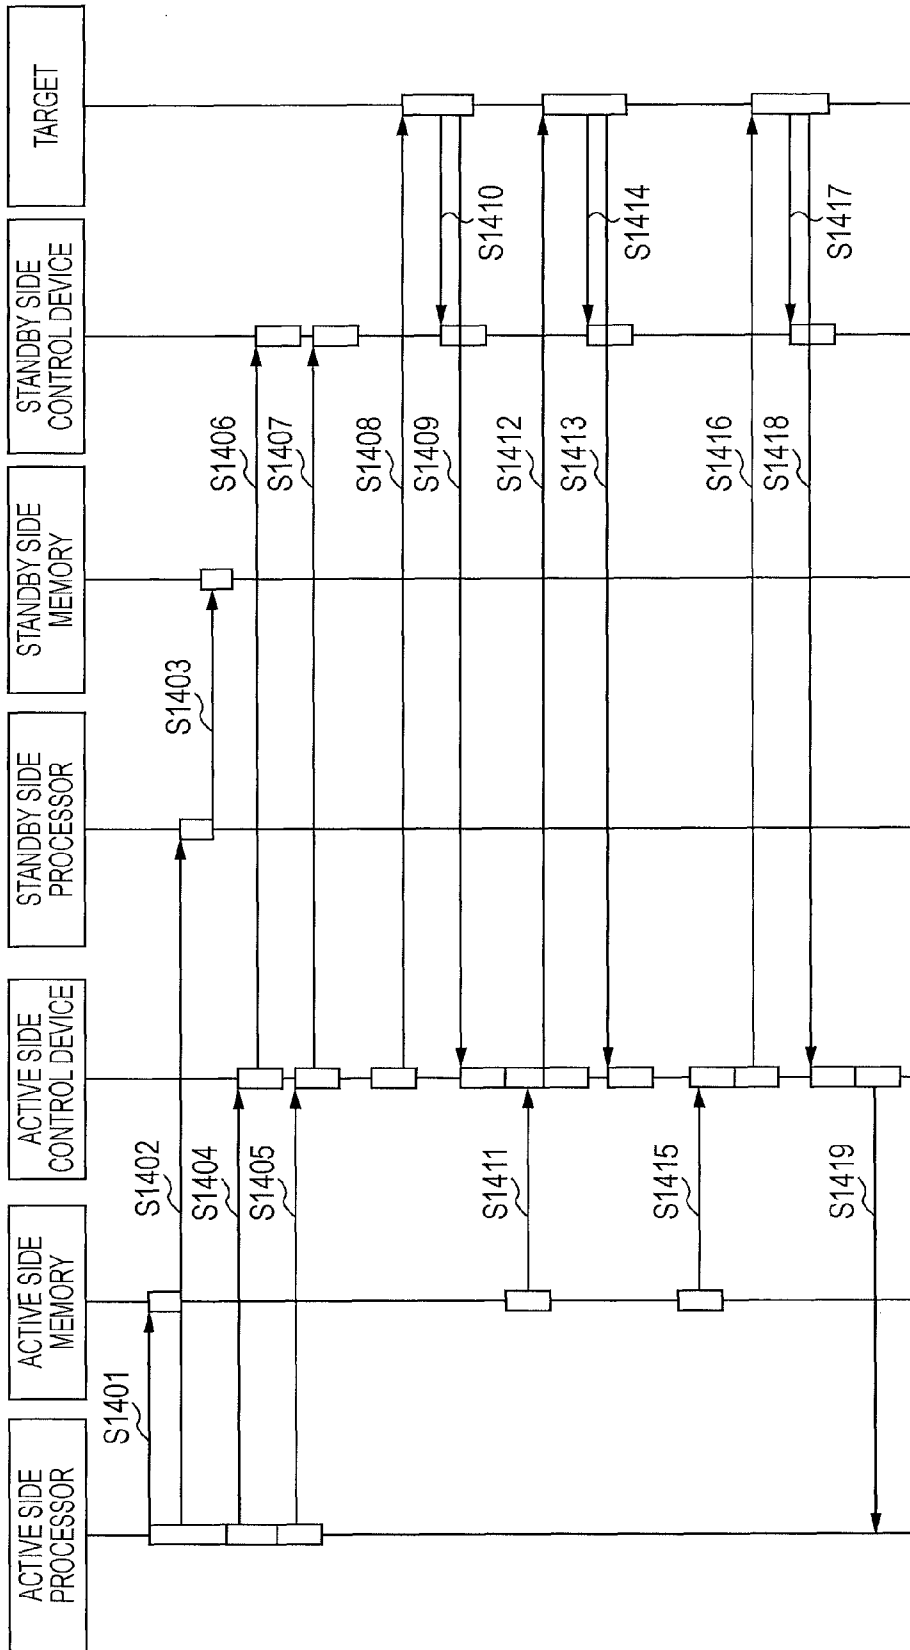 ACTIVE SIDE
PROCESSOR
ACTIVE SIDE
MEMORY
ACTIVE SIDE
CONTROL DEVICE
STANDBY SIDE
PROCESSOR
STANDBY SIDE
MEMORY
STANDBY SIDE
CONTROL DEVICE
TARGET
S1401
S1402
S1403
S1404
S1405
S1406
S1407
S1408
S1409
S1410
S1411
S1412
S1413
S1414
S1415
S1416
S1417
S1418
S1419